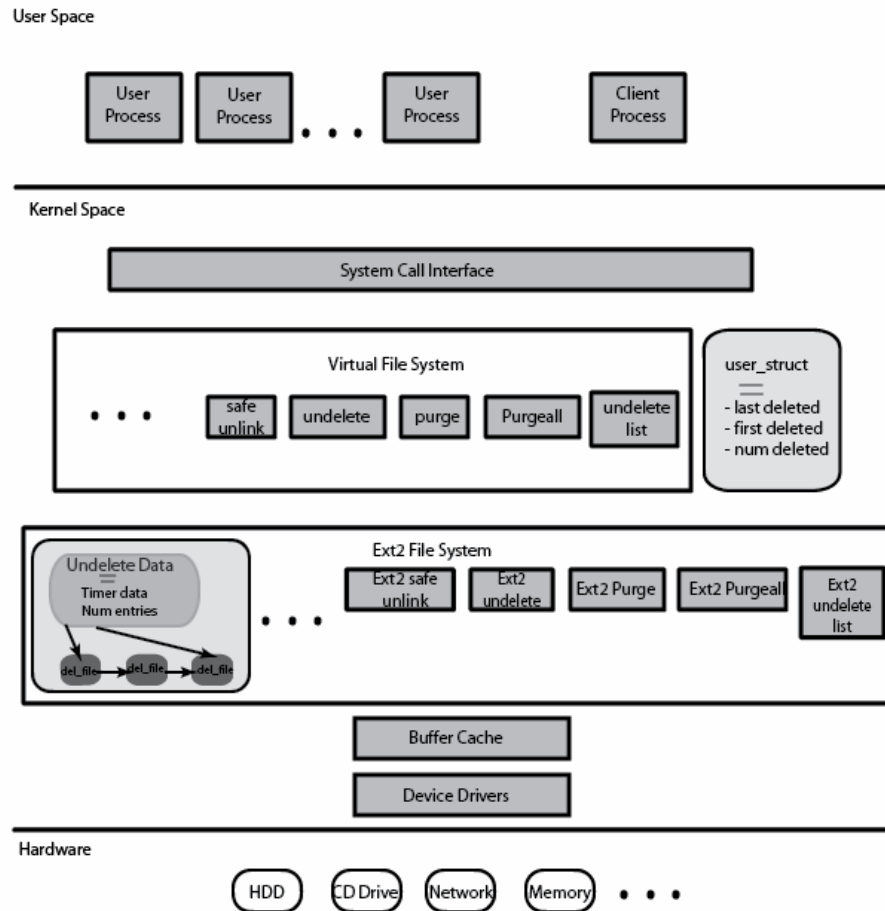 User Space
User
Process
User
Process
User
Process
Client
Process
Kernel Space
System Call Interface
Virtual File System
safe
unlink
undelete
purge
Purgeall
undelete
list
user_struct
- last deleted
- first deleted
- num deleted
Ext2 File System
Undelete Data
Timer data
Num entries
del_file
del_file
del_file
Ext2 safe
unlink
Ext2
undelete
Ext2 Purge
Ext2 Purgeall
Ext2
undelete
list
Buffer Cache
Device Drivers
Hardware
HDD
CD Drive
Network
Memory